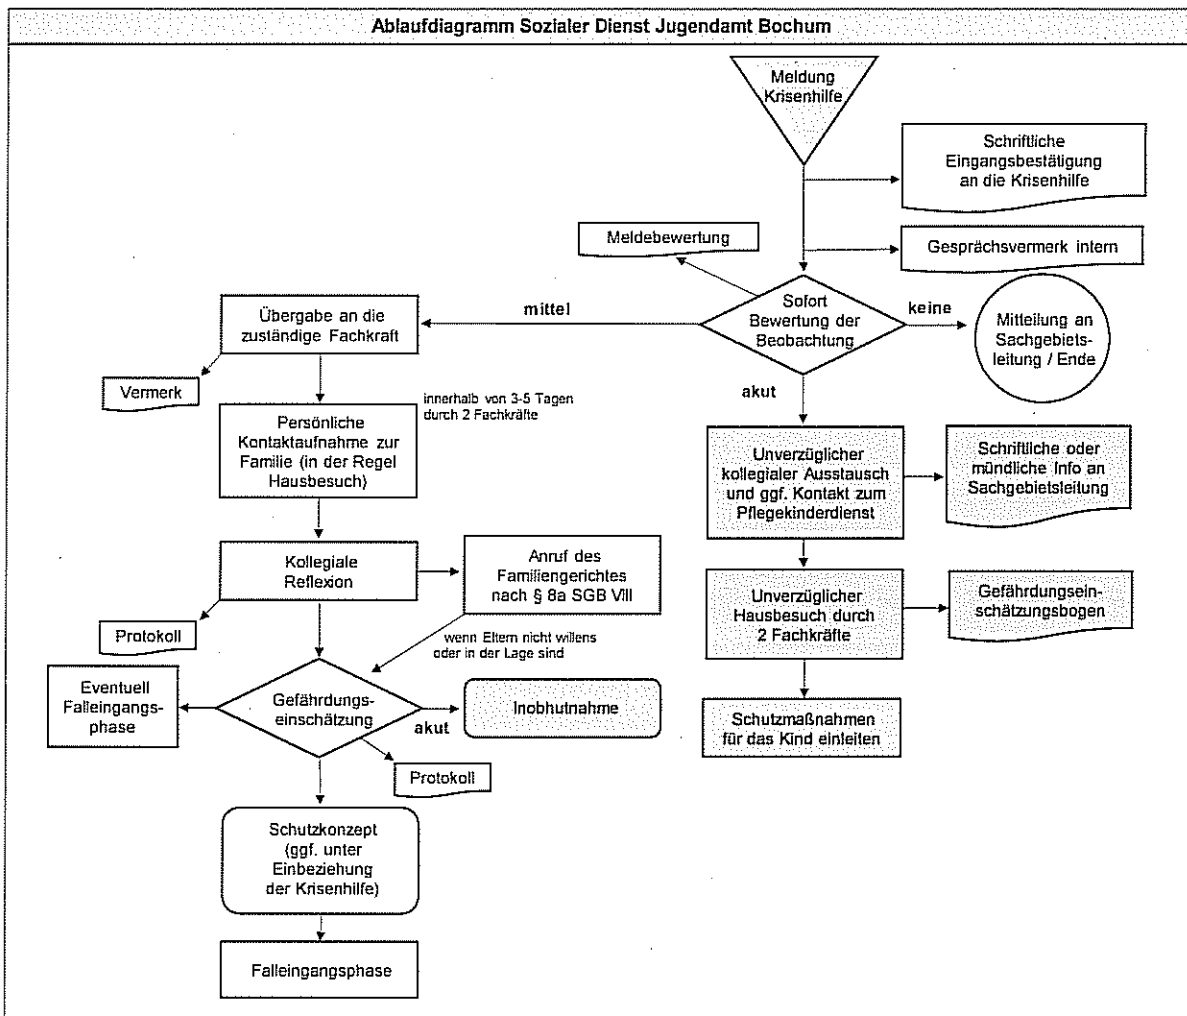 Ablaufdiagramm Sozialer Dienst Jugendamt Bochum
Meldung
Krisenhilfe
Schriftliche
Eingangsbestätigung
an die Krisenhilfe
Meldebewertung
Gesprächsvermerk intern
Sofort
Bewertung der
Beobachtung
keine
Mitteilung an
Sachgebiets-
leitung / Ende
mittel
Übergabe an die
zuständige Fachkraft
Vermerk
akut
innerhalb von 3-5 Tagen
durch 2 Fachkräfte
Persönliche
Kontaktaufnahme zur
Familie (in der Regel
Hausbesuch)
Unverzüglicher
kollegialer Ausstausch
und ggf. Kontakt zum
Pflegekinderdienst
Schriftliche oder
mündliche Info an
Sachgebietsleitung
Kollegiale
Reflexion
Anruf des
Familiengerichtes
nach § 8a SGB VIII
Unverzüglicher
Hausbesuch durch
2 Fachkräfte
Gefährdungsein-
schätzungsbogen
Protokoll
wenn Eltern nicht willens
oder in der Lage sind
Eventuell
Falleingangs-
phase
Gefährdungs-
einschätzung
akut
Inobhutnahme
Schutzmaßnahmen
für das Kind einleiten
Protokoll
Schutzkonzept
(ggf. unter
Einbeziehung
der Krisenhilfe)
Falleingangsphase